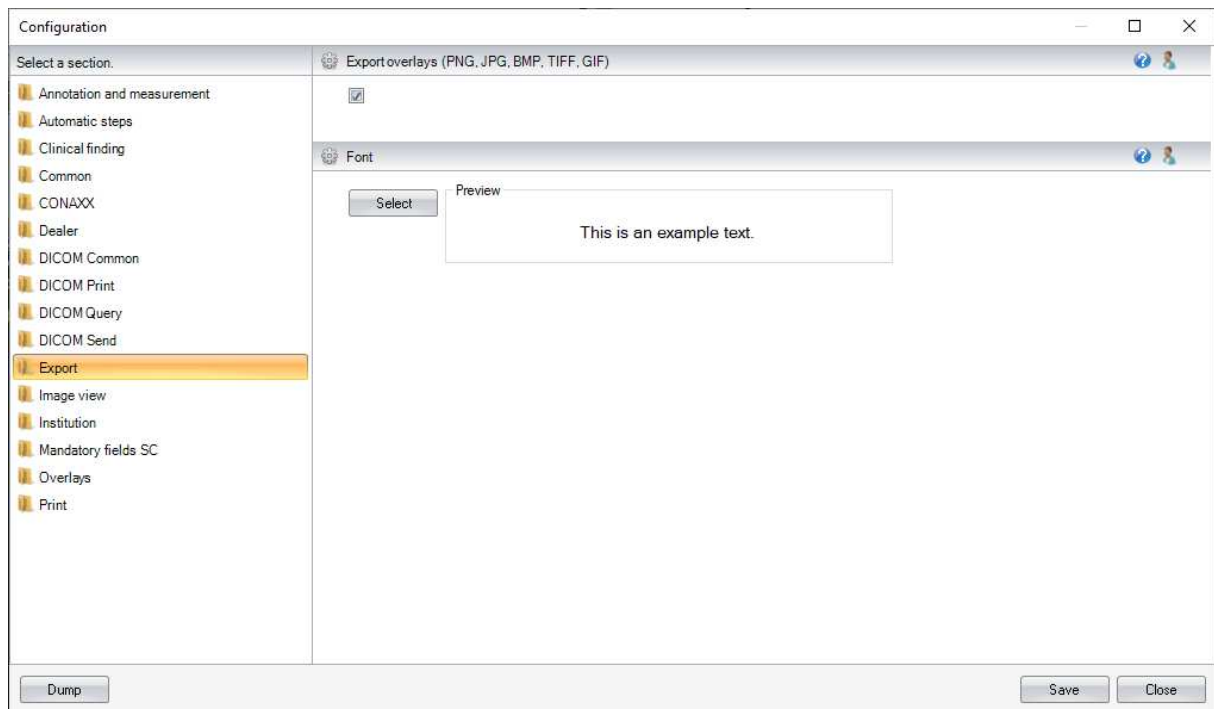 Configuration
Select a section.
Annotation and measurement
Automatic steps
Clinical finding
Common
CONAXX
Dealer
DICOM Common
DICOM Print
DICOM Query
DICOM Send
Export
Image view
Institution
Mandatory fields SC
Overlays
Print
Export overlays (PNG, JPG, BMP, TIFF, GIF)
Font
Select
Preview
This is an example text.
Dump
Save
Close